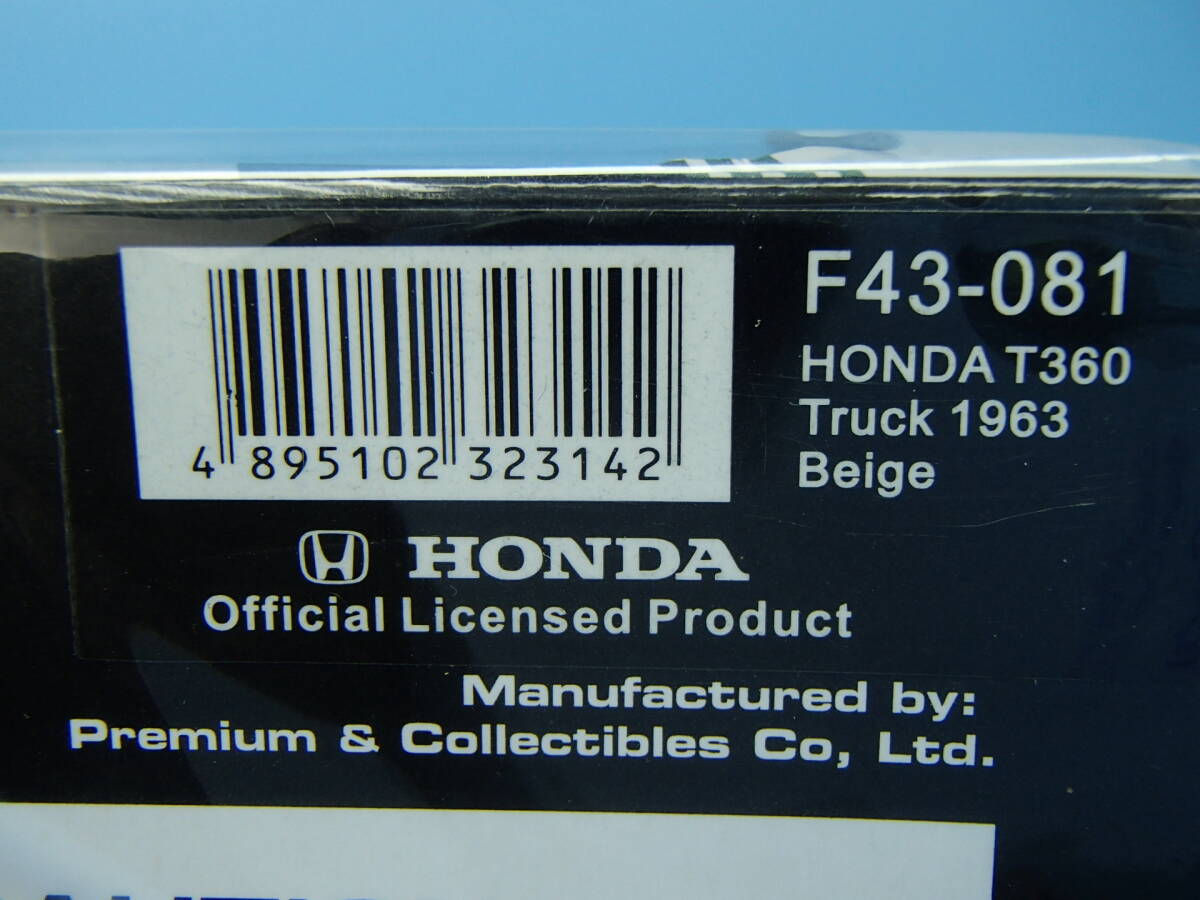 F43-081
HONDA T360
Truck 1963
Beige
4 895102 323142
HONDA
Official Licensed Product
Manufactured by:
Premium & Collectibles Co, Ltd.